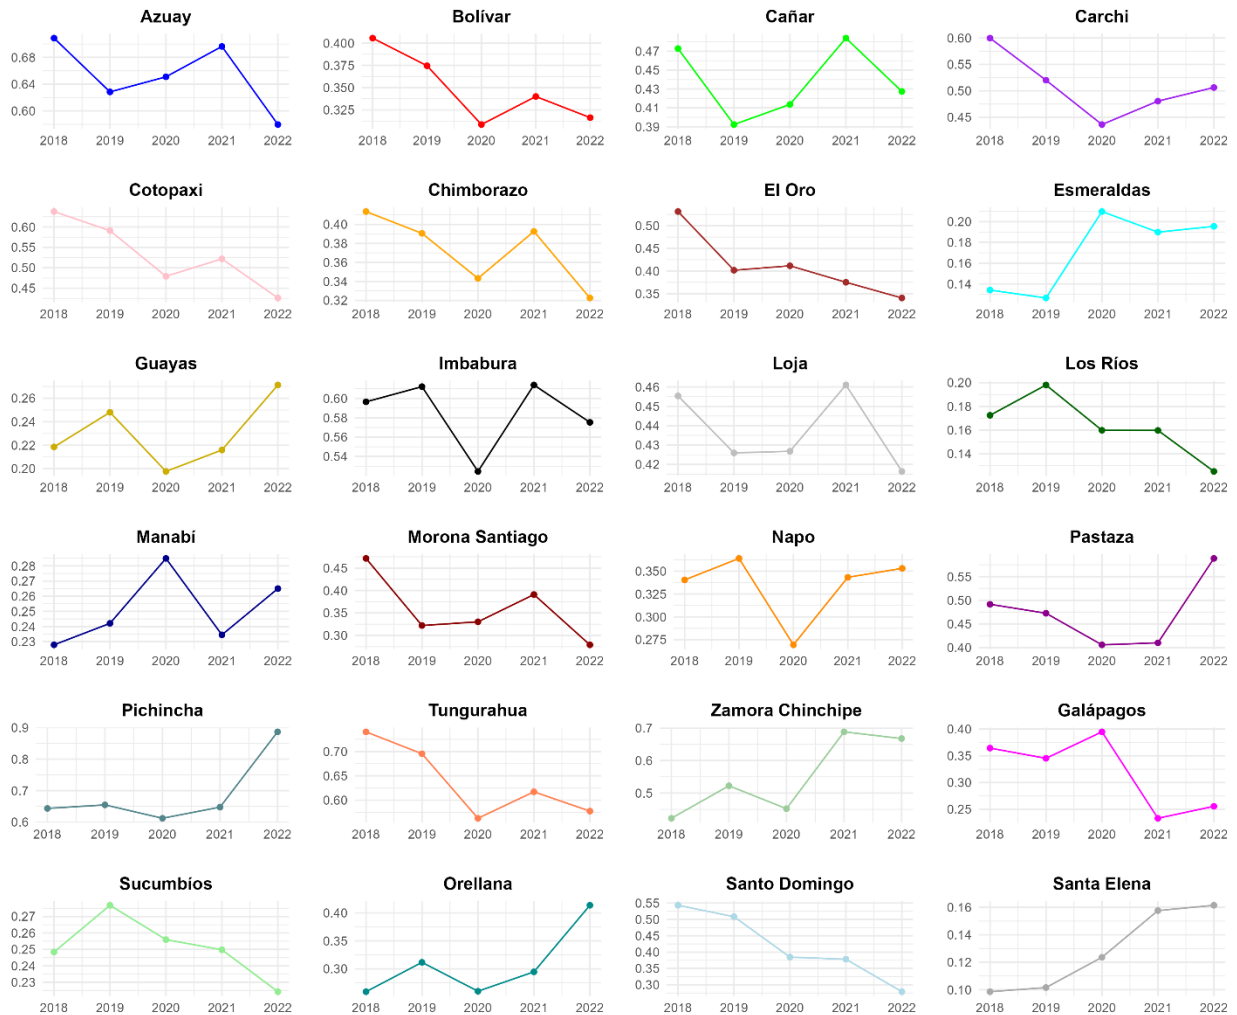 Azuay
0.68
0.64
0.60
2018 2019 2020 2021 2022
Bolívar
0.400
0.375
0.350
0.325
2018 2019 2020 2021 2022
Cañar
0.47
0.45
0.43
0.41
0.39
2018 2019 2020 2021 2022
Carchi
0.60
0.55
0.50
0.45
2018 2019 2020 2021 2022
Cotopaxi
0.60
0.55
0.50
0.45
2018 2019 2020 2021 2022
Chimborazo
0.40
0.38
0.36
0.34
0.32
2018 2019 2020 2021 2022
El Oro
0.50
0.45
0.40
0.35
2018 2019 2020 2021 2022
Esmeraldas
0.20
0.18
0.16
0.14
2018 2019 2020 2021 2022
Guayas
0.26
0.24
0.22
0.20
2018 2019 2020 2021 2022
Imbabura
0.60
0.58
0.56
0.54
2018 2019 2020 2021 2022
Loja
0.46
0.45
0.44
0.43
0.42
2018 2019 2020 2021 2022
Los Ríos
0.20
0.18
0.16
0.14
2018 2019 2020 2021 2022
Manabí
0.28
0.27
0.26
0.25
0.24
0.23
2018 2019 2020 2021 2022
Morona Santiago
0.45
0.40
0.35
0.30
2018 2019 2020 2021 2022
Napo
0.350
0.325
0.300
0.275
2018 2019 2020 2021 2022
Pastaza
0.55
0.50
0.45
0.40
2018 2019 2020 2021 2022
Pichincha
0.9
0.8
0.7
0.6
2018 2019 2020 2021 2022
Tungurahua
0.70
0.65
0.60
2018 2019 2020 2021 2022
Zamora Chinchipe
0.7
0.6
0.5
2018 2019 2020 2021 2022
Galápagos
0.40
0.35
0.30
0.25
2018 2019 2020 2021 2022
Sucumbíos
0.27
0.26
0.25
0.24
0.23
2018 2019 2020 2021 2022
Orellana
0.40
0.35
0.30
2018 2019 2020 2021 2022
Santo Domingo
0.55
0.50
0.45
0.40
0.35
0.30
2018 2019 2020 2021 2022
Santa Elena
0.16
0.14
0.12
0.10
2018 2019 2020 2021 2022